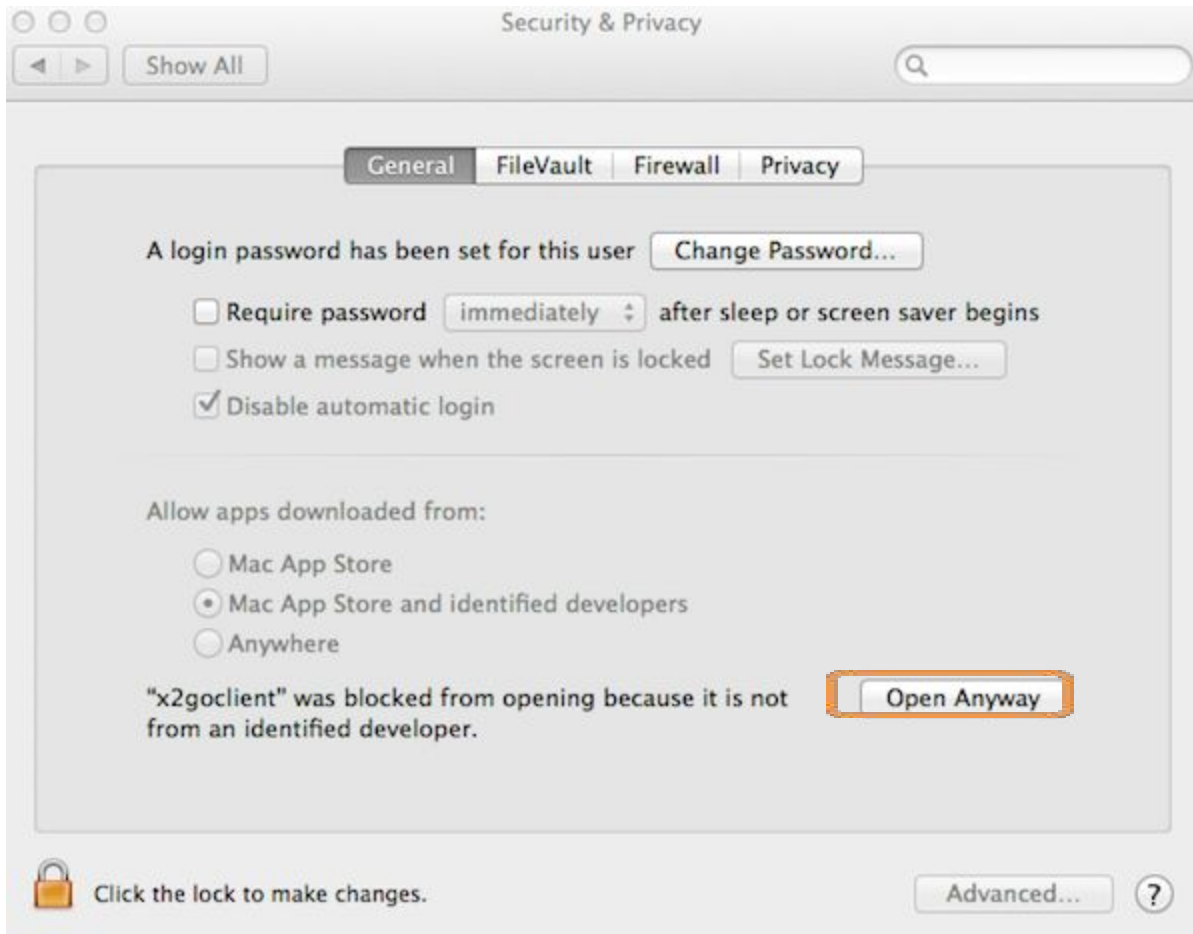 Security & Privacy
Show All
General FileVault Firewall Privacy
A login password has been set for this user Change Password...
Require password immediately after sleep or screen saver begins
Show a message when the screen is locked Set Lock Message...
Disable automatic login
Allow apps downloaded from:
Mac App Store
Mac App Store and identified developers
Anywhere
“x2goclient” was blocked from opening because it is not Open Anyway
from an identified developer.
Click the lock to make changes. Advanced... ?